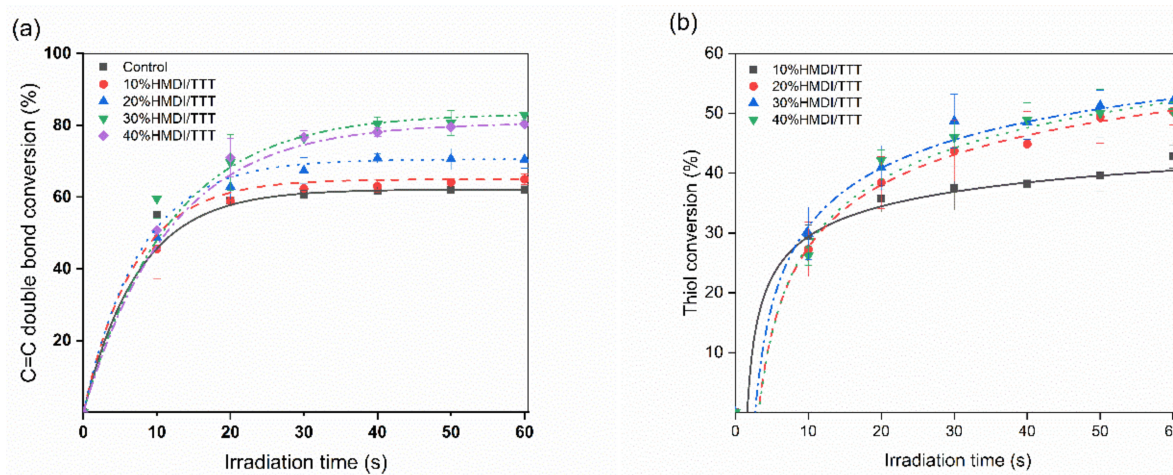 (a)
C=C double bond conversion (%)
100
80
60
40
20
0
10
20
30
40
50
60
Irradiation time (s)
Control
10%HMDI/TTT
20%HMDI/TTT
30%HMDI/TTT
40%HMDI/TTT
(b)
Thiol conversion (%)
60
50
40
30
20
10
0
10
20
30
40
50
Irradiation time (s)
10%HMDI/TTT
20%HMDI/TTT
30%HMDI/TTT
40%HMDI/TTT